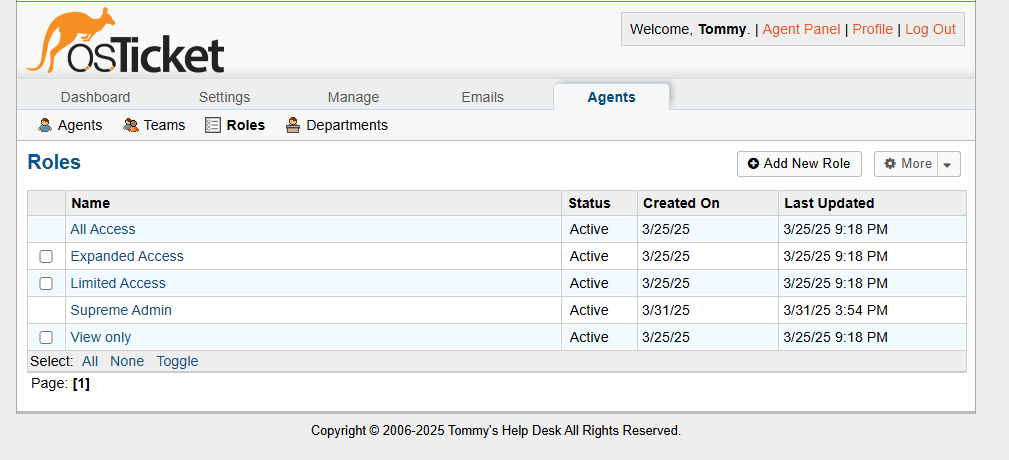 osTicket
Welcome, Tommy. | Agent Panel | Profile | Log Out
Dashboard Settings Manage Emails Agents
Agents Teams Roles Departments
Roles
Add New Role More
Name Status Created On Last Updated
All Access Active 3/25/25 3/25/25 9:18 PM
Expanded Access Active 3/25/25 3/25/25 9:18 PM
Limited Access Active 3/25/25 3/25/25 9:18 PM
Supreme Admin Active 3/31/25 3/31/25 3:54 PM
View only Active 3/25/25 3/25/25 9:18 PM
Select: All None Toggle
Page: [1]
Copyright © 2006-2025 Tommy's Help Desk All Rights Reserved.